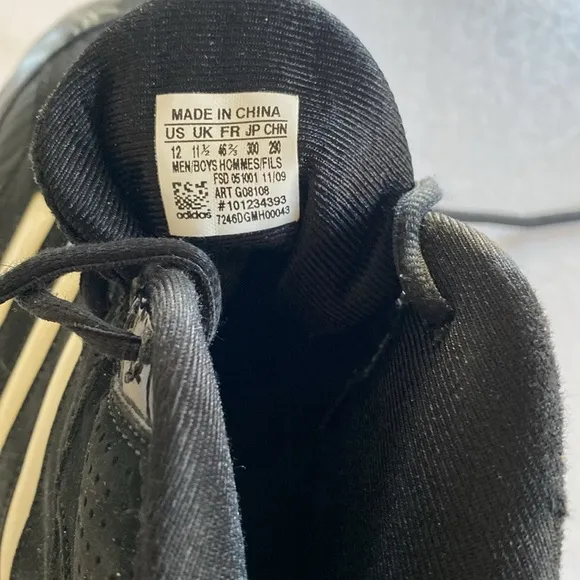 MADE IN CHINA
US UK FR JP CHN
12 11½ 46⅔ 300 290
MEN/BOYS HOMMES/FILS
FSD 051001 11/09
ART G08108
#101234393
adidas 7246DGMH00043